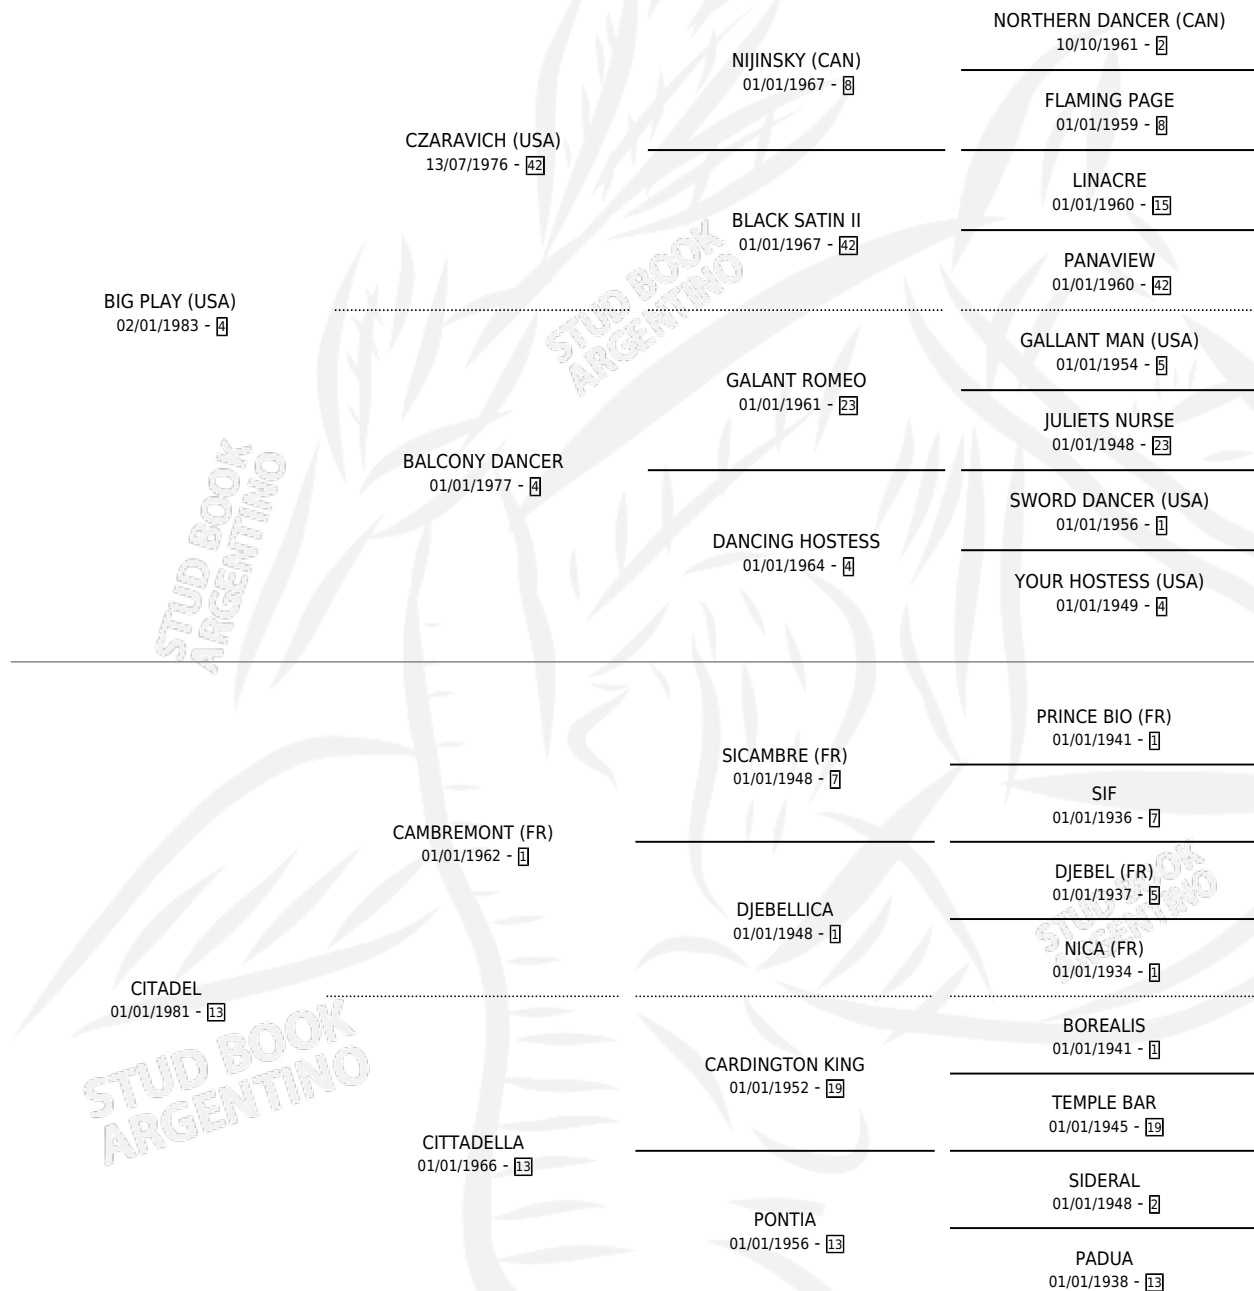 NORTHERN DANCER (CAN)
10/10/1961 - 2
NIJINSKY (CAN)
01/01/1967 - 8
FLAMING PAGE
01/01/1959 - 8
CZARAVICH (USA)
13/07/1976 - 42
LINACRE
01/01/1960 - 15
BLACK SATIN II
01/01/1967 - 42
PANAVIEW
01/01/1960 - 42
BIG PLAY (USA)
02/01/1983 - 4
STUD BOOK
ARGENTINO
GALLANT MAN (USA)
01/01/1954 - 5
GALANT ROMEO
01/01/1961 - 23
JULIETS NURSE
01/01/1948 - 23
BALCONY DANCER
01/01/1977 - 4
SWORD DANCER (USA)
01/01/1956 - 1
DANCING HOSTESS
01/01/1964 - 4
YOUR HOSTESS (USA)
01/01/1949 - 4
STUD BOOK
ARGENTINO
PRINCE BIO (FR)
01/01/1941 - 1
SICAMBRE (FR)
01/01/1948 - 7
SIF
01/01/1936 - 7
CAMBREMONT (FR)
01/01/1962 - 1
DJEBEL (FR)
01/01/1937 - 5
DJEBELLICA
01/01/1948 - 1
STUD BOOK
ARGENTINO
NICA (FR)
01/01/1934 - 1
CITADEL
01/01/1981 - 13
BOREALIS
01/01/1941 - 1
CARDINGTON KING
01/01/1952 - 19
STUD BOOK
ARGENTINO
TEMPLE BAR
01/01/1945 - 19
CITTADELLA
01/01/1966 - 13
SIDERAL
01/01/1948 - 2
PONTIA
01/01/1956 - 13
PADUA
01/01/1938 - 13